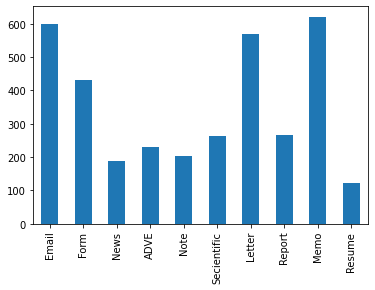 600
500
400
300
200
100
0
Email
Form
News
ADVE
Note
Secientific
Letter
Report
Memo
Resume